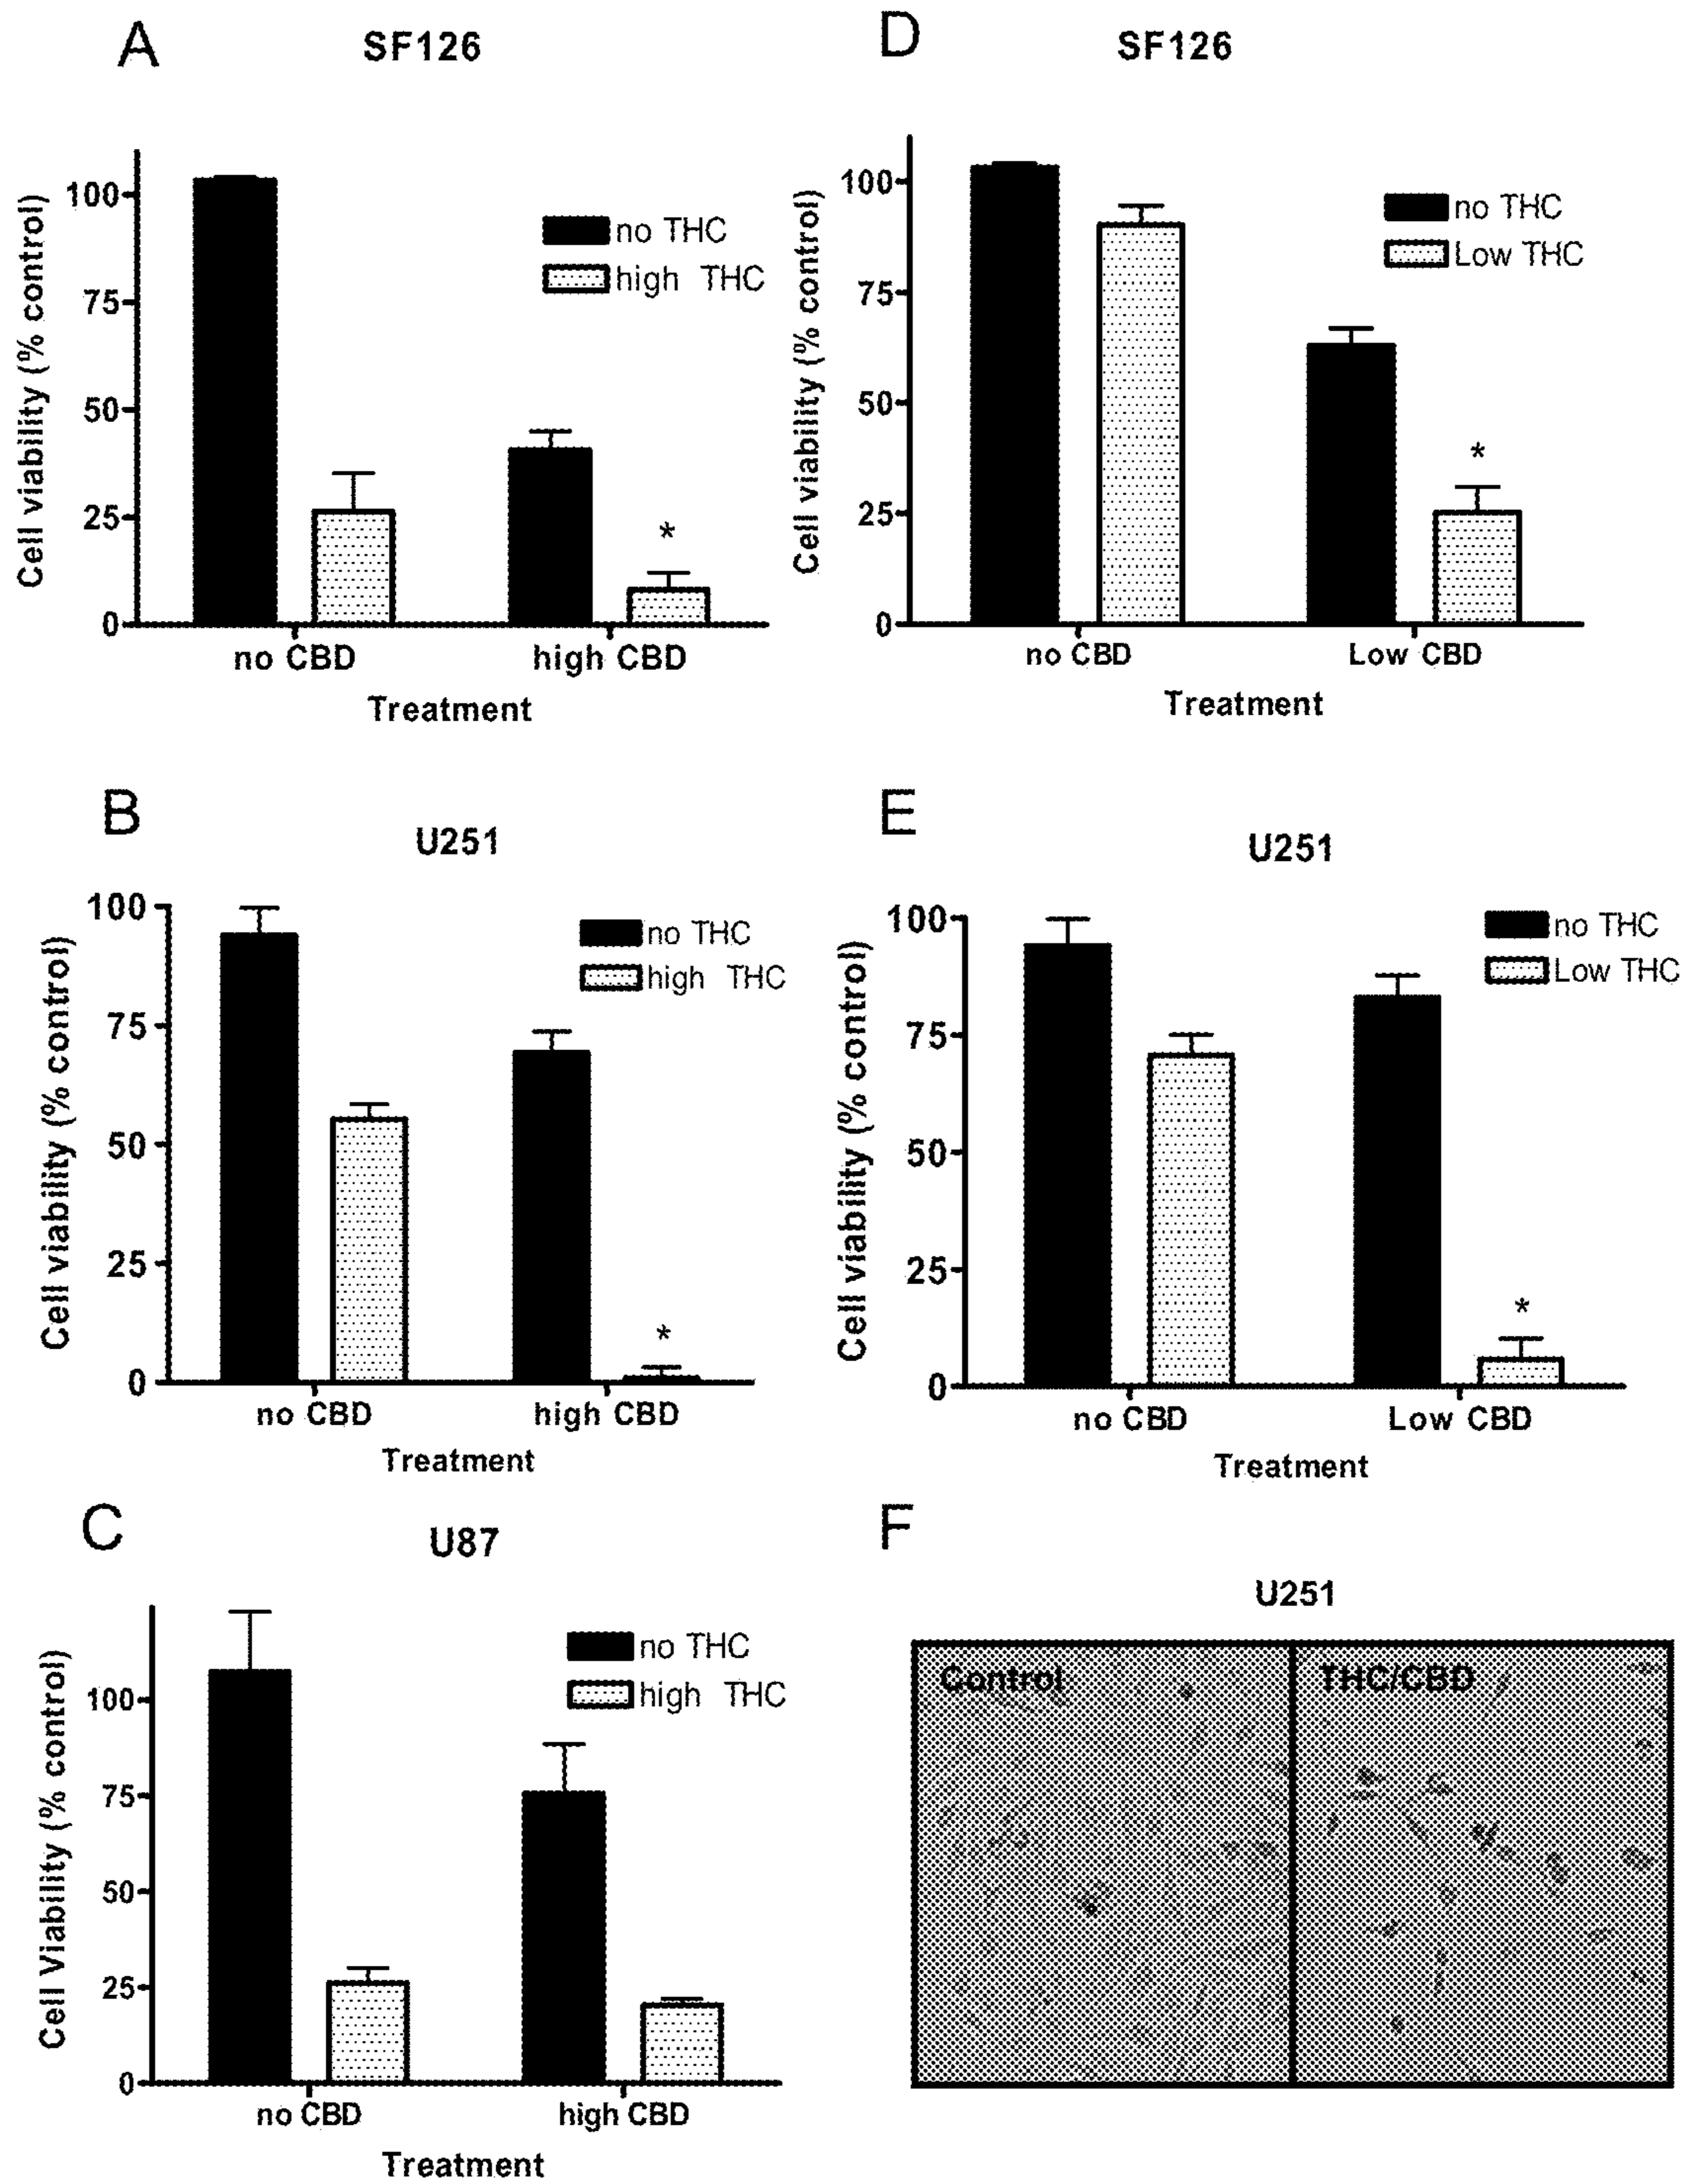 A
SF126
Cell viability (% control)
100
75
50
25
0
no THC
high THC
*
no CBD
high CBD
Treatment
D
SF126
Cell viability (% control)
100
75
50
25
0
no THC
Low THC
*
no CBD
Low CBD
Treatment
B
U251
Cell viability (% control)
100
75
50
25
0
no THC
high THC
*
no CBD
high CBD
Treatment
E
U251
Cell viability (% control)
100
75
50
25
0
no THC
Low THC
*
no CBD
Low CBD
Treatment
C
U87
Cell Viability (% control)
100
75
50
25
0
no THC
high THC
no CBD
high CBD
Treatment
F
U251
Control
THC/CBD